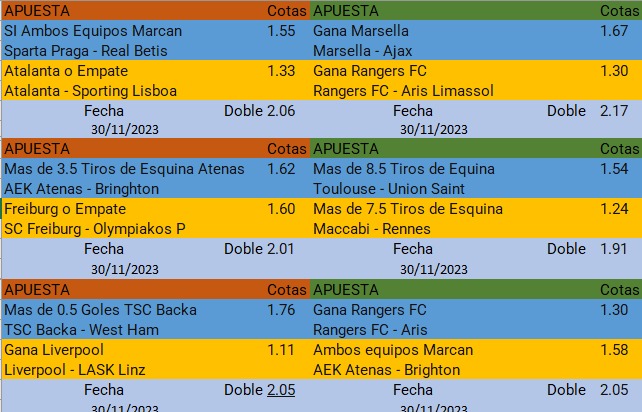 APUESTA Cotas APUESTA Cotas
SI Ambos Equipos Marcan 1.55 Gana Marsella 1.67
Sparta Praga - Real Betis Marsella - Ajax
Atalanta o Empate 1.33 Gana Rangers FC 1.30
Atalanta - Sporting Lisboa Rangers FC - Aris Limassol
Fecha Doble 2.06 Fecha Doble 2.17
30/11/2023 30/11/2023
APUESTA Cotas APUESTA Cotas
Mas de 3.5 Tiros de Esquina Atenas 1.62 Mas de 8.5 Tiros de Equina 1.54
AEK Atenas - Bringhton Toulouse - Union Saint
Freiburg o Empate 1.60 Mas de 7.5 Tiros de Esquina 1.24
SC Freiburg - Olympiakos P Maccabi - Rennes
Fecha Doble 2.01 Fecha Doble 1.91
30/11/2023 30/11/2023
APUESTA Cotas APUESTA Cotas
Mas de 0.5 Goles TSC Backa 1.76 Gana Rangers FC 1.30
TSC Backa - West Ham Rangers FC - Aris
Gana Liverpool 1.11 Ambos equipos Marcan 1.58
Liverpool - LASK Linz AEK Atenas - Brighton
Fecha Doble 2.05 Fecha Doble 2.05
30/11/2023 30/11/2023